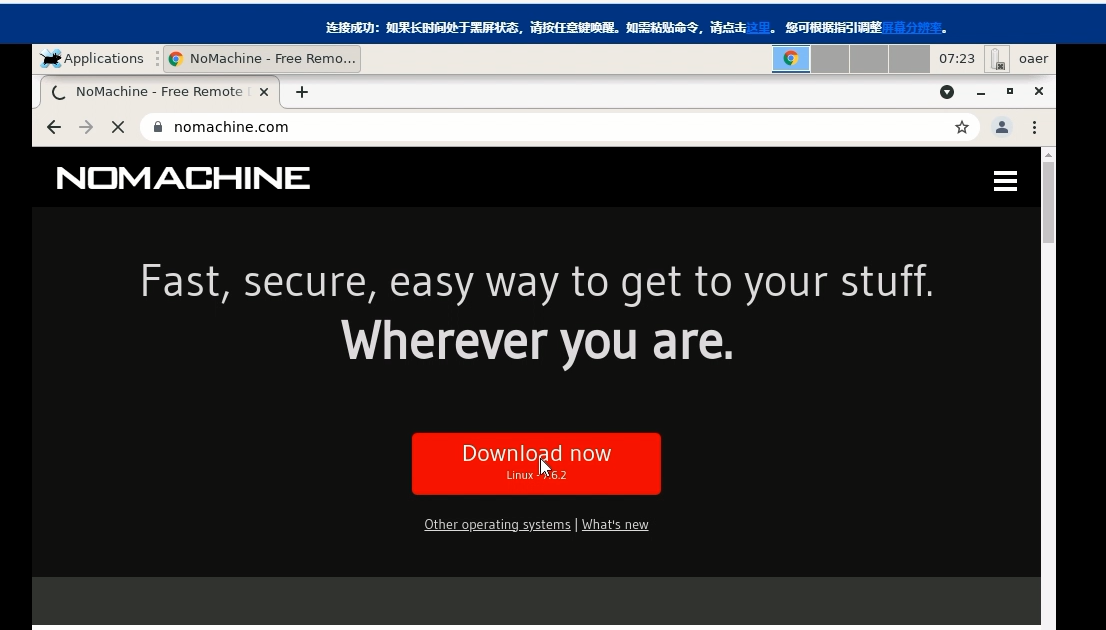 连接成功：如果长时间处于黑屏状态，请按任意键唤醒。如需粘贴命令，请点击这里。 您可根据指引调整屏幕分辨率。
Applications
NoMachine - Free Remo...
07:23
oaer
NoMachine - Free Remote
nomachine.com
NOMACHINE
Fast, secure, easy way to get to your stuff.
Wherever you are.
Download now
Linux - 7.6.2
Other operating systems | What's new